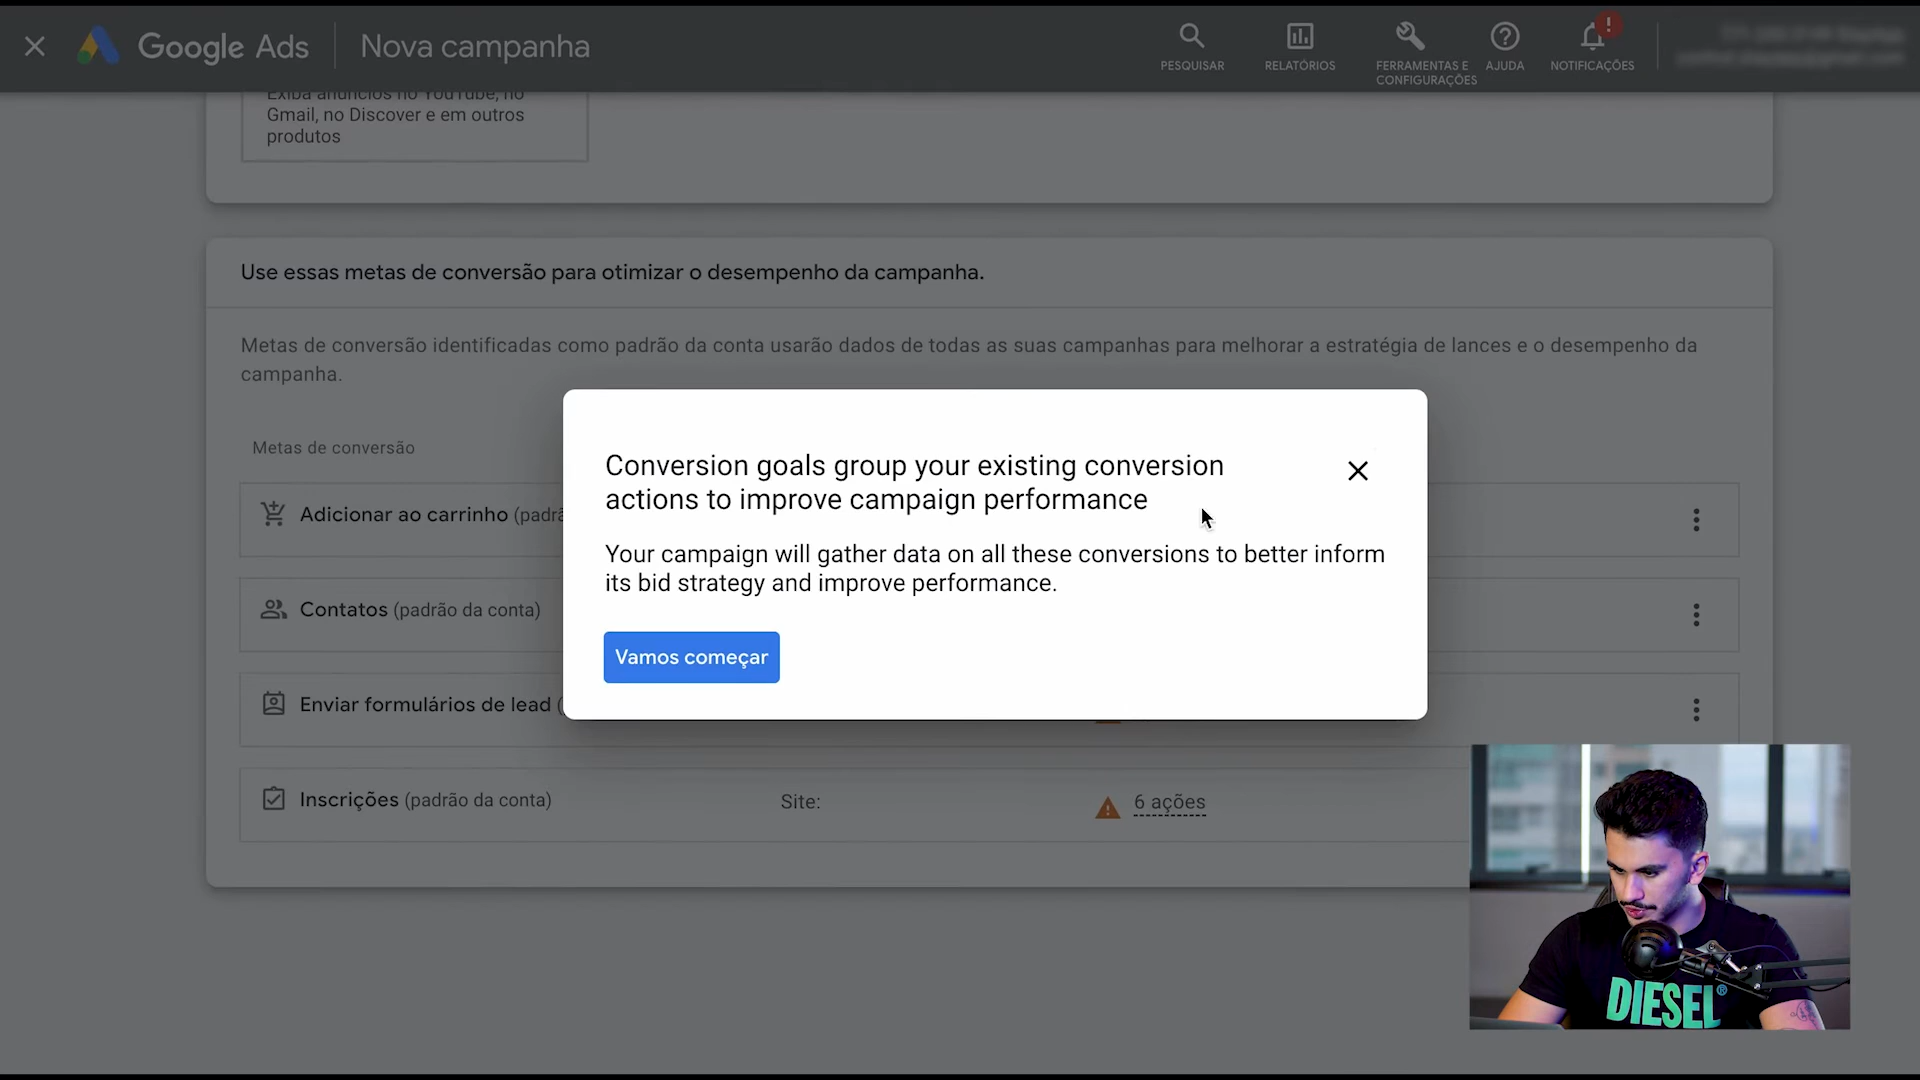 Google Ads
Nova campanha
PESQUISAR
RELATÓRIOS
FERRAMENTAS E
CONFIGURAÇÕES
AJUDA
NOTIFICAÇÕES
Exiba anúncios no YouTube, no
Gmail, no Discover e em outros
produtos
Use essas metas de conversão para otimizar o desempenho da campanha.
Metas de conversão identificadas como padrão da conta usarão dados de todas as suas campanhas para melhorar a estratégia de lances e o desempenho da
campanha.
Metas de conversão
Conversion goals group your existing conversion
actions to improve campaign performance
Your campaign will gather data on all these conversions to better inform
its bid strategy and improve performance.
Vamos começar
Adicionar ao carrinho
Contatos (padrão da conta)
Enviar formulários de lead
Inscrições (padrão da conta)
Site:
6 ações
DIESEL®